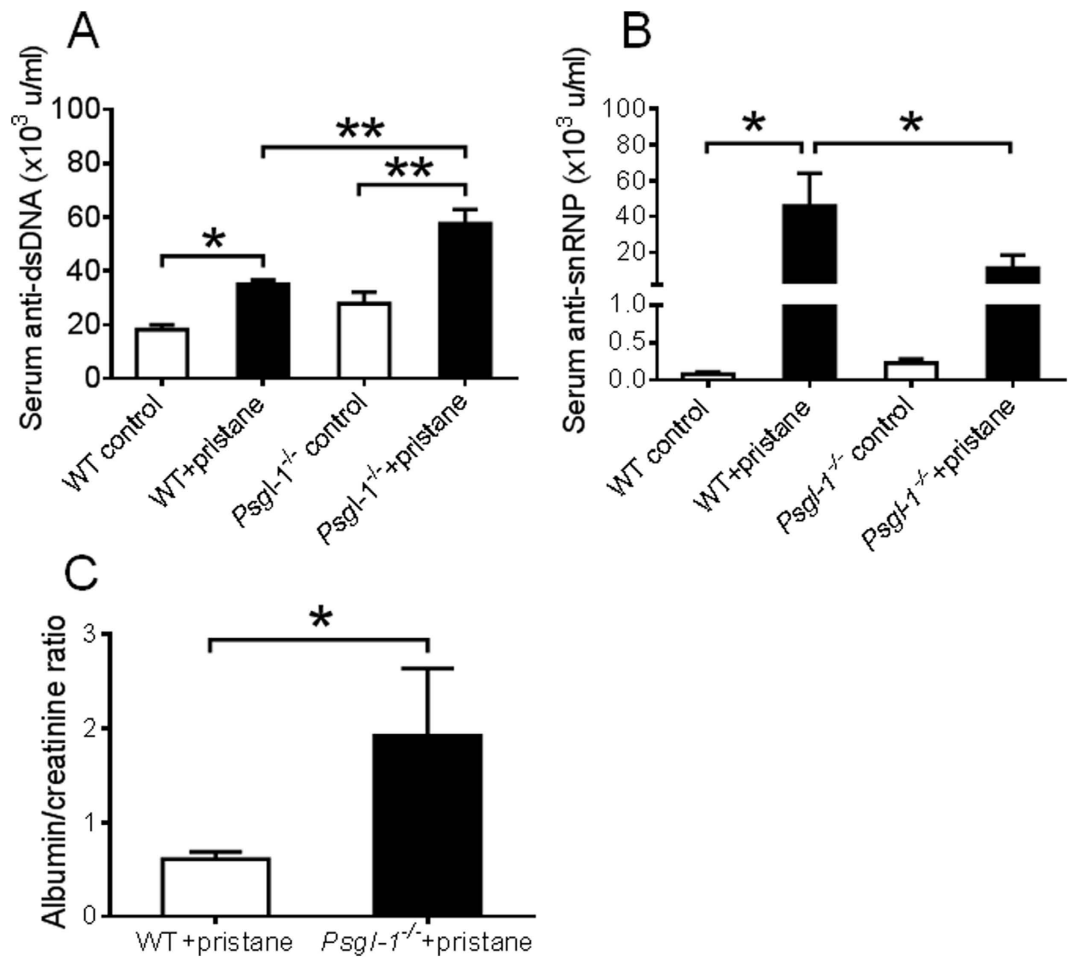 A
Serum anti-dsDNA (x10³ u/ml)
100
80
60
40
20
0
*
**
**
WT control
WT+pristane
Psgl-1⁻/⁻ control
Psgl-1⁻/⁻+pristane
B
Serum anti-snRNP (x10³ u/ml)
100
80
60
40
20
1.0
0.5
0.0
*
*
WT control
WT+pristane
Psgl-1⁻/⁻ control
Psgl-1⁻/⁻+pristane
C
Albumin/creatinine ratio
3
2
1
0
*
WT+pristane
Psgl-1⁻/⁻+pristane